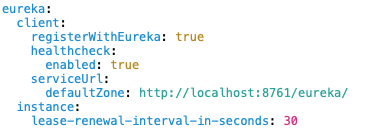 eureka:
  client:
    registerWithEureka: true
    healthcheck:
      enabled: true
    serviceUrl:
      defaultZone: http://localhost:8761/eureka/
  instance:
    lease-renewal-interval-in-seconds: 30